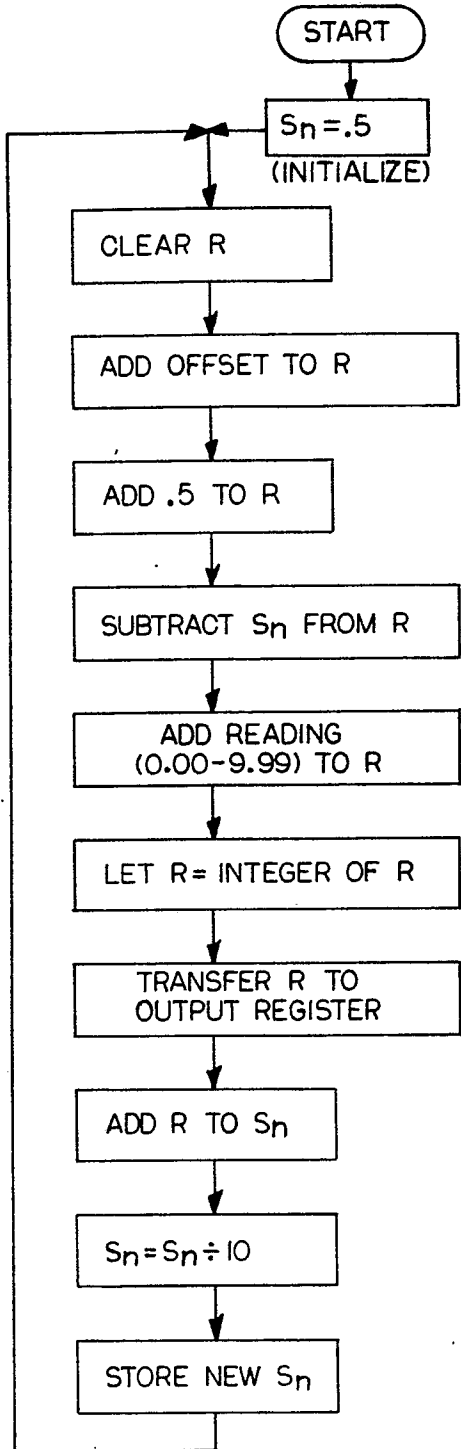 START
Sn = .5
(INITIALIZE)
CLEAR R
ADD OFFSET TO R
ADD .5 TO R
SUBTRACT Sn FROM R
ADD READING
(0.00-9.99) TO R
LET R = INTEGER OF R
TRANSFER R TO
OUTPUT REGISTER
ADD R TO Sn
Sn = Sn ÷ 10
STORE NEW Sn